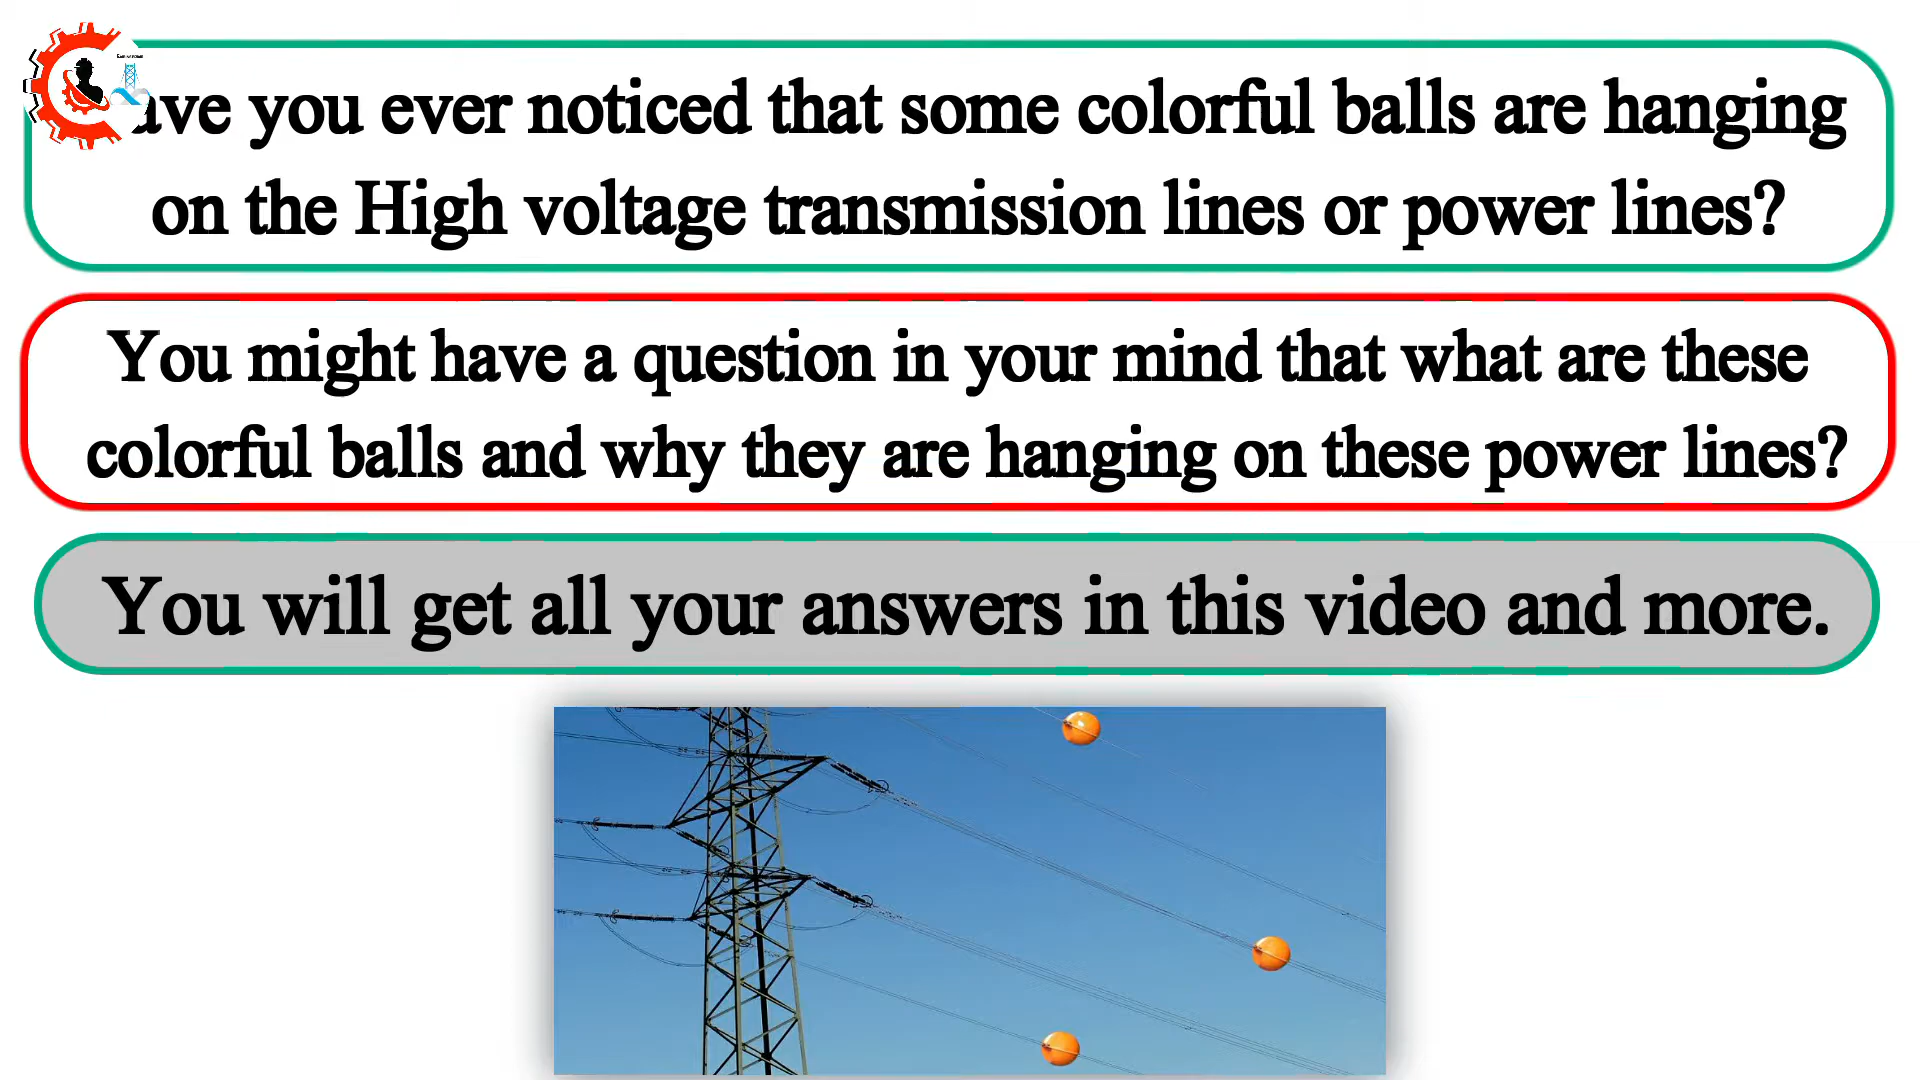 ave you ever noticed that some colorful balls are hanging
on the High voltage transmission lines or power lines?
You might have a question in your mind that what are these
colorful balls and why they are hanging on these power lines?
You will get all your answers in this video and more.